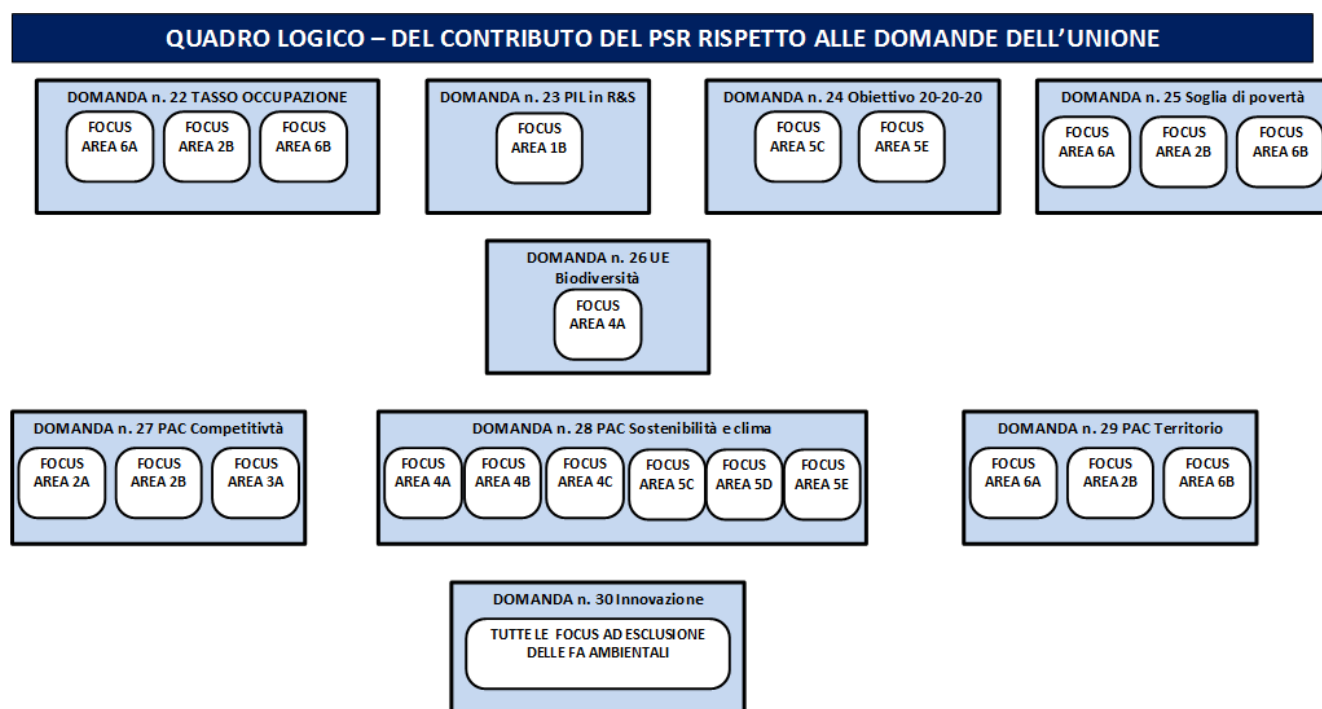 QUADRO LOGICO – DEL CONTRIBUTO DEL PSR RISPETTO ALLE DOMANDE DELL'UNIONE
DOMANDA n. 22 TASSO OCCUPAZIONE
FOCUS
AREA 6A
FOCUS
AREA 2B
FOCUS
AREA 6B
DOMANDA n. 23 PIL in R&S
FOCUS
AREA 1B
DOMANDA n. 24 Obiettivo 20-20-20
FOCUS
AREA 5C
FOCUS
AREA 5E
DOMANDA n. 25 Soglia di povertà
FOCUS
AREA 6A
FOCUS
AREA 2B
FOCUS
AREA 6B
DOMANDA n. 26 UE
Biodiversità
FOCUS
AREA 4A
DOMANDA n. 27 PAC Competitivtà
FOCUS
AREA 2A
FOCUS
AREA 2B
FOCUS
AREA 3A
DOMANDA n. 28 PAC Sostenibilità e clima
FOCUS
AREA 4A
FOCUS
AREA 4B
FOCUS
AREA 4C
FOCUS
AREA 5C
FOCUS
AREA 5D
FOCUS
AREA 5E
DOMANDA n. 29 PAC Territorio
FOCUS
AREA 6A
FOCUS
AREA 2B
FOCUS
AREA 6B
DOMANDA n. 30 Innovazione
TUTTE LE FOCUS AD ESCLUSIONE
DELLE FA AMBIENTALI